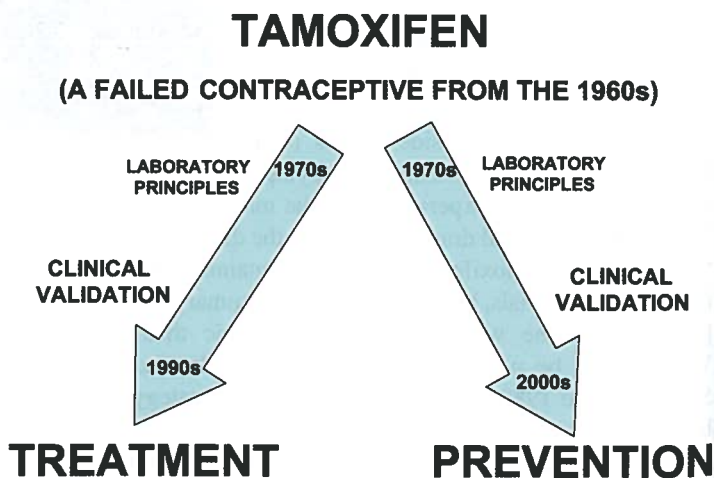 TAMOXIFEN
(A FAILED CONTRACEPTIVE FROM THE 1960s)
LABORATORY
PRINCIPLES
1970s
1970s
LABORATORY
PRINCIPLES
CLINICAL
VALIDATION
CLINICAL
VALIDATION
1990s
2000s
TREATMENT
PREVENTION